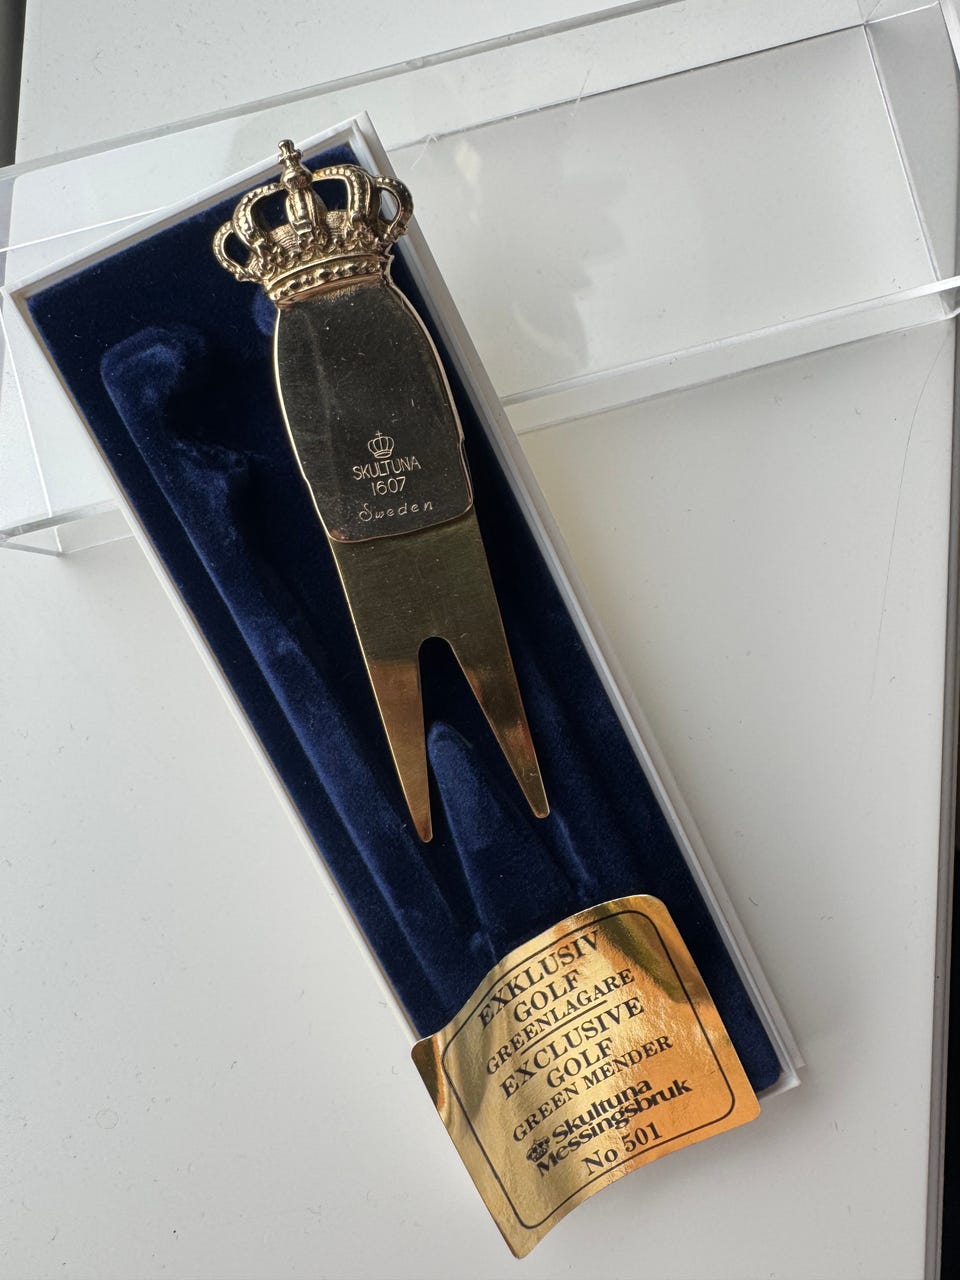 SKULTUNA
1607
Sweden
EXKLUSIV
GOLF
GREENLAGARE
EXCLUSIVE
GOLF
GREEN MENDER
Skultuna
Messingsbruk
No 501